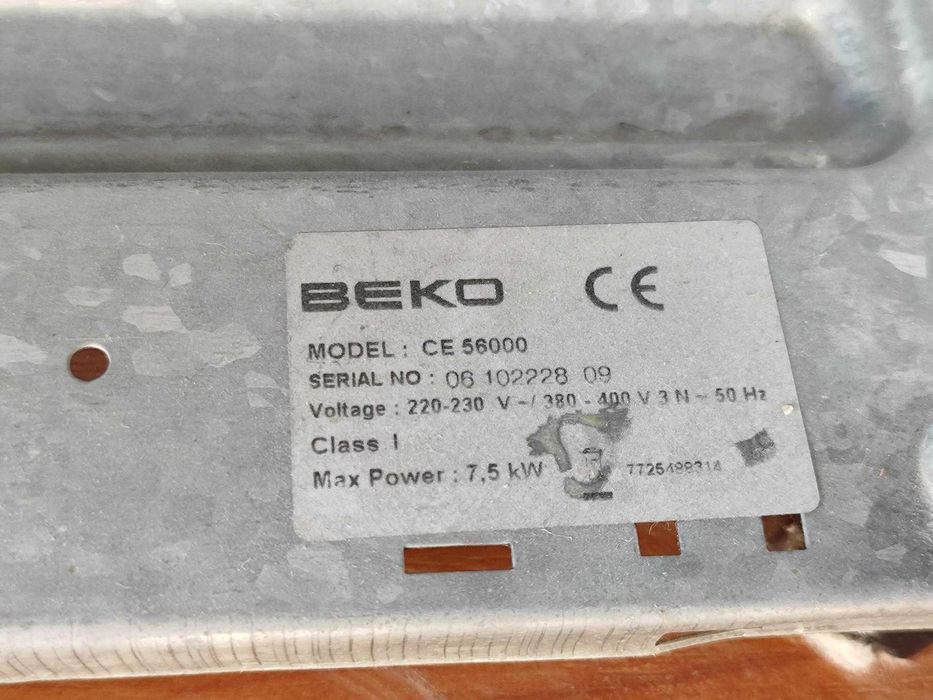 BEKO CE
MODEL : CE 56000
SERIAL NO : 06 102228 09
Voltage : 220-230 V ~/ 380 - 400 V 3 N ~ 50 Hz
Class I
Max Power : 7,5 kW 7725488314